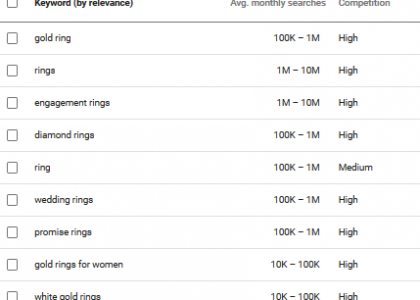 Keyword (by relevance) Avg. monthly searches Competition
gold ring 100K – 1M High
rings 1M – 10M High
engagement rings 1M – 10M High
diamond rings 100K – 1M High
ring 100K – 1M Medium
wedding rings 100K – 1M High
promise rings 100K – 1M High
gold rings for women 10K – 100K High
white gold rings 10K – 100K High